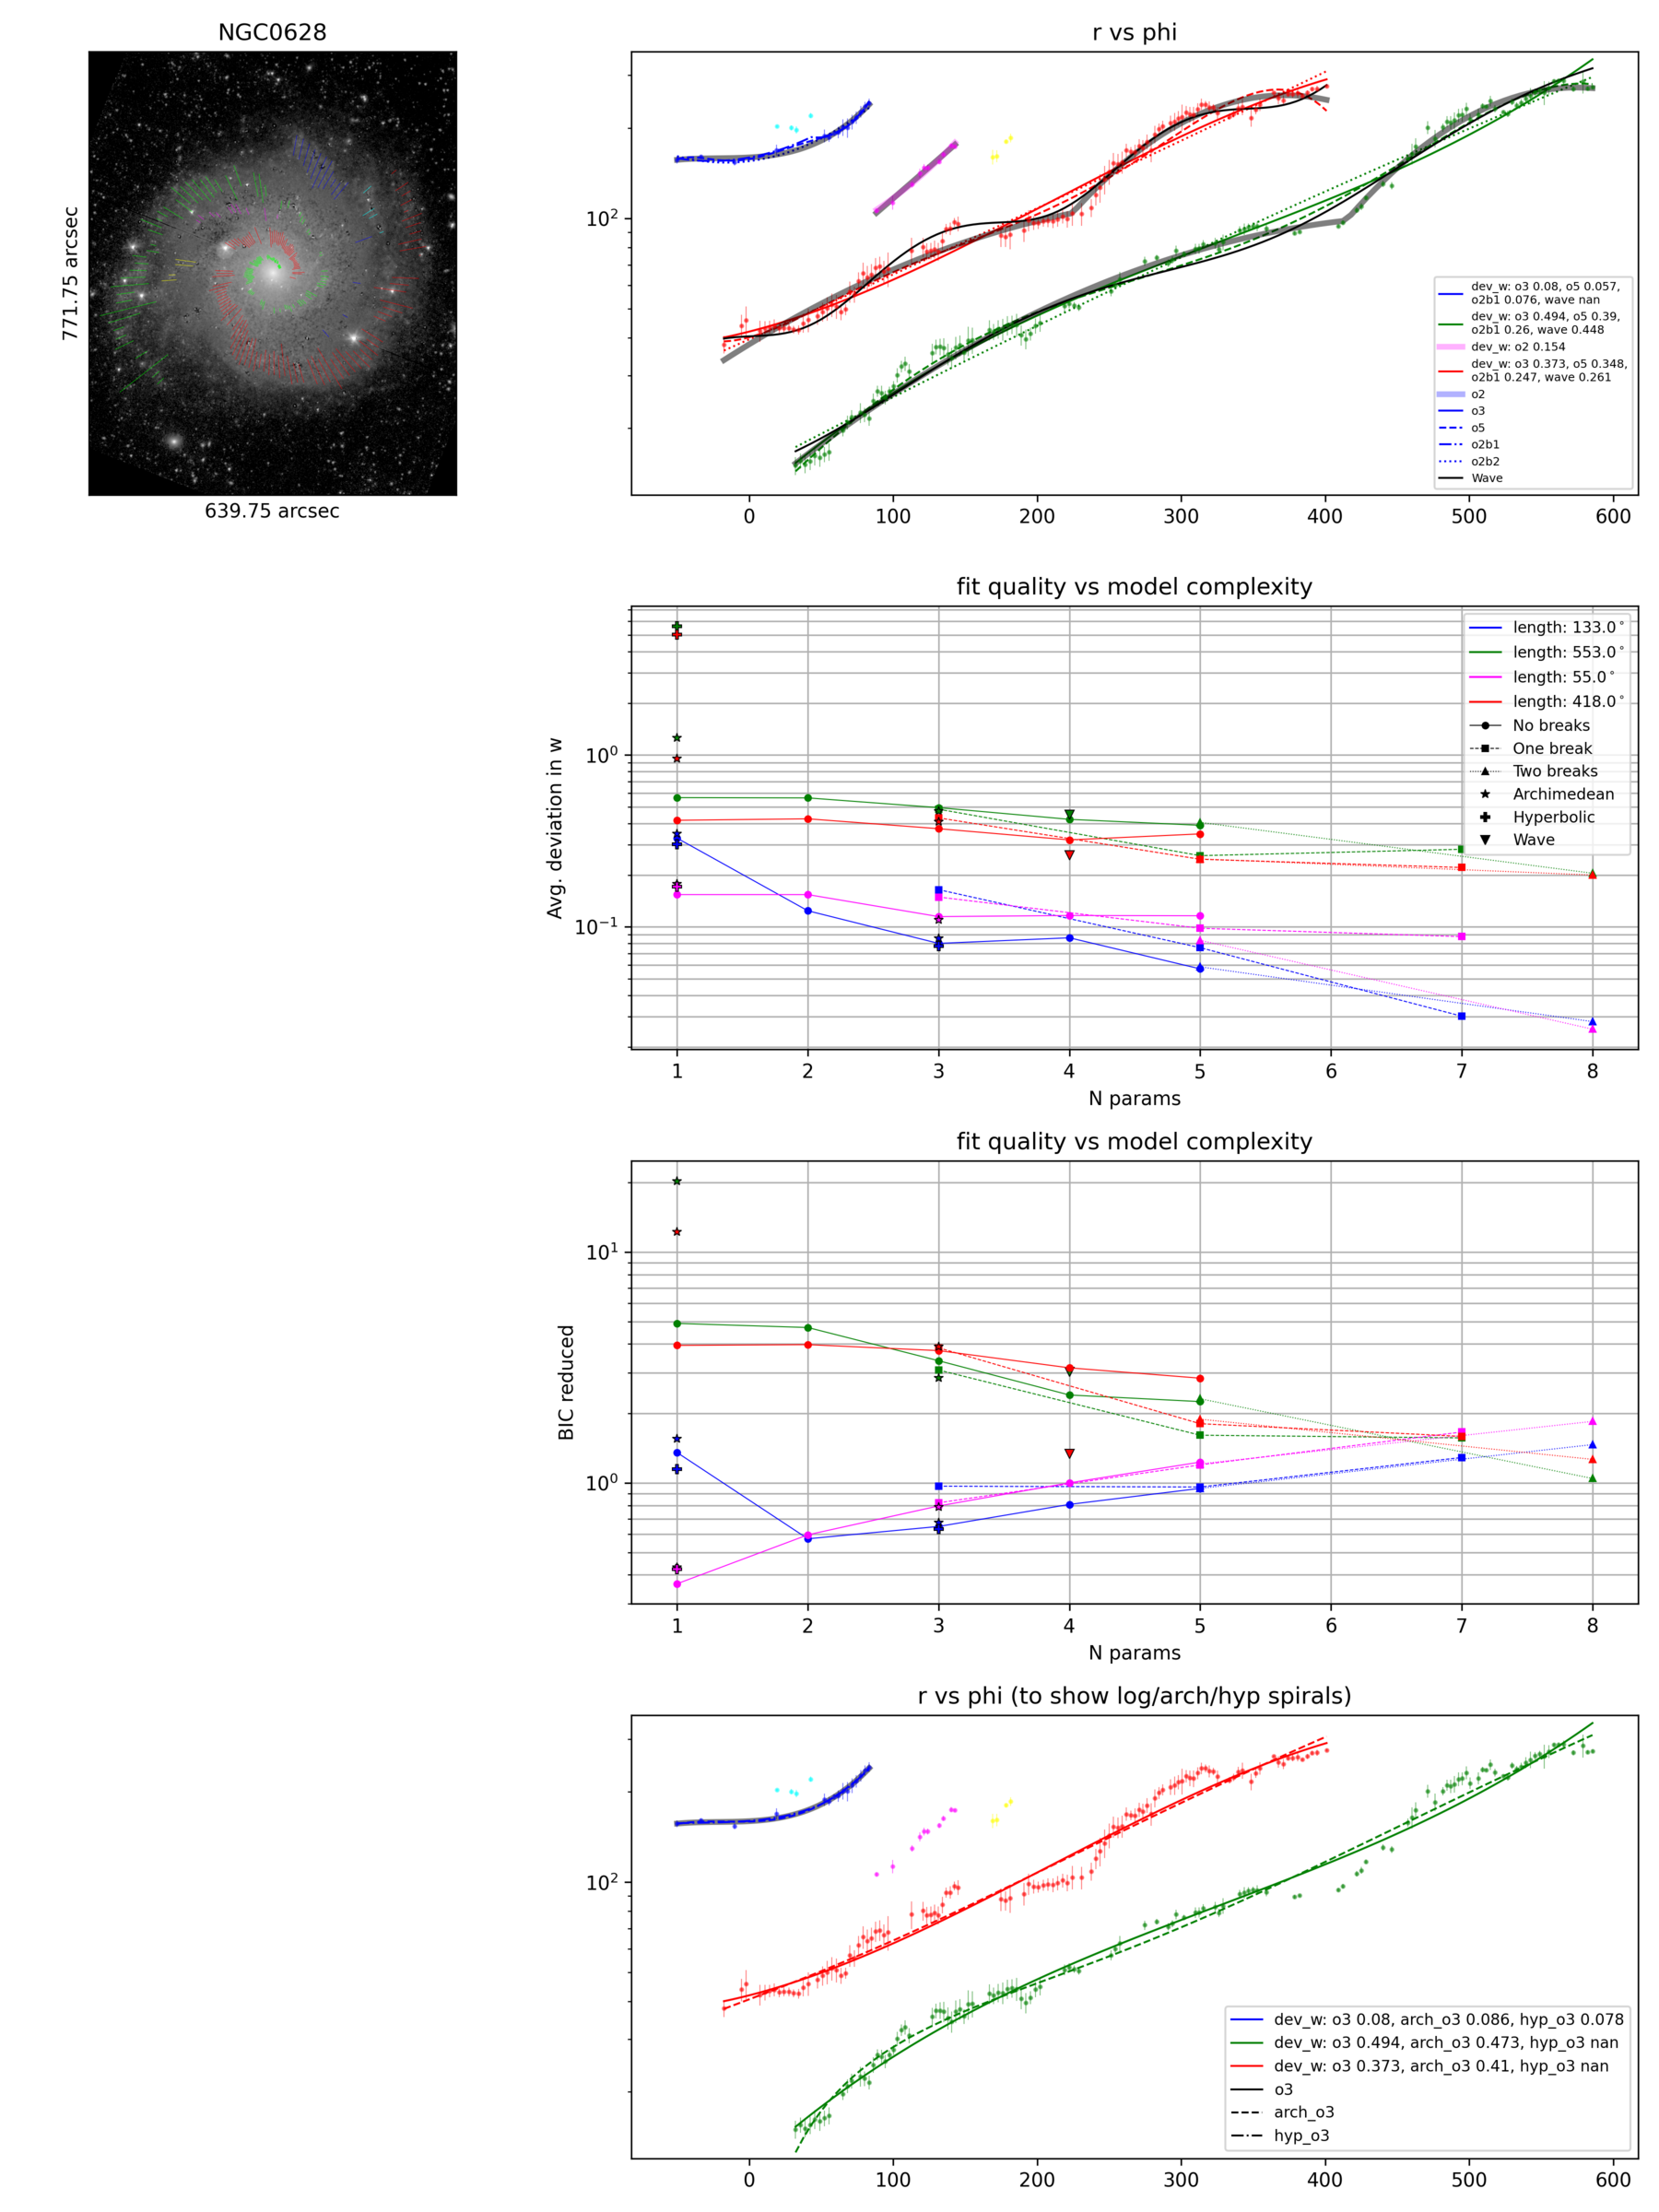 NGC0628
771.75 arcsec
639.75 arcsec
r vs phi
10²
dev_w: o3 0.08, o5 0.057,
o2b1 0.076, wave nan
dev_w: o3 0.494, o5 0.39,
o2b1 0.26, wave 0.448
dev_w: o2 0.154
dev_w: o3 0.373, o5 0.348,
o2b1 0.247, wave 0.261
o2
o3
o5
o2b1
o2b2
Wave
0 100 200 300 400 500 600
fit quality vs model complexity
Avg. deviation in w
10⁰
10⁻¹
length: 133.0°
length: 553.0°
length: 55.0°
length: 418.0°
No breaks
One break
Two breaks
Archimedean
Hyperbolic
Wave
1 2 3 4 5 6 7 8
N params
fit quality vs model complexity
BIC reduced
10¹
10⁰
1 2 3 4 5 6 7 8
N params
r vs phi (to show log/arch/hyp spirals)
10²
dev_w: o3 0.08, arch_o3 0.086, hyp_o3 0.078
dev_w: o3 0.494, arch_o3 0.473, hyp_o3 nan
dev_w: o3 0.373, arch_o3 0.41, hyp_o3 nan
o3
arch_o3
hyp_o3
0 100 200 300 400 500 600